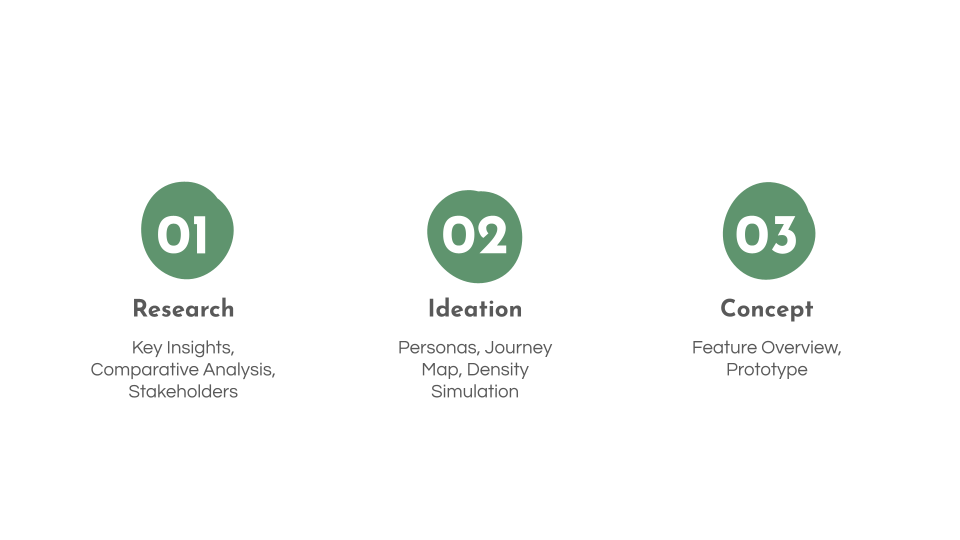 01
Research
Key Insights,
Comparative Analysis,
Stakeholders
02
Ideation
Personas, Journey
Map, Density
Simulation
03
Concept
Feature Overview,
Prototype